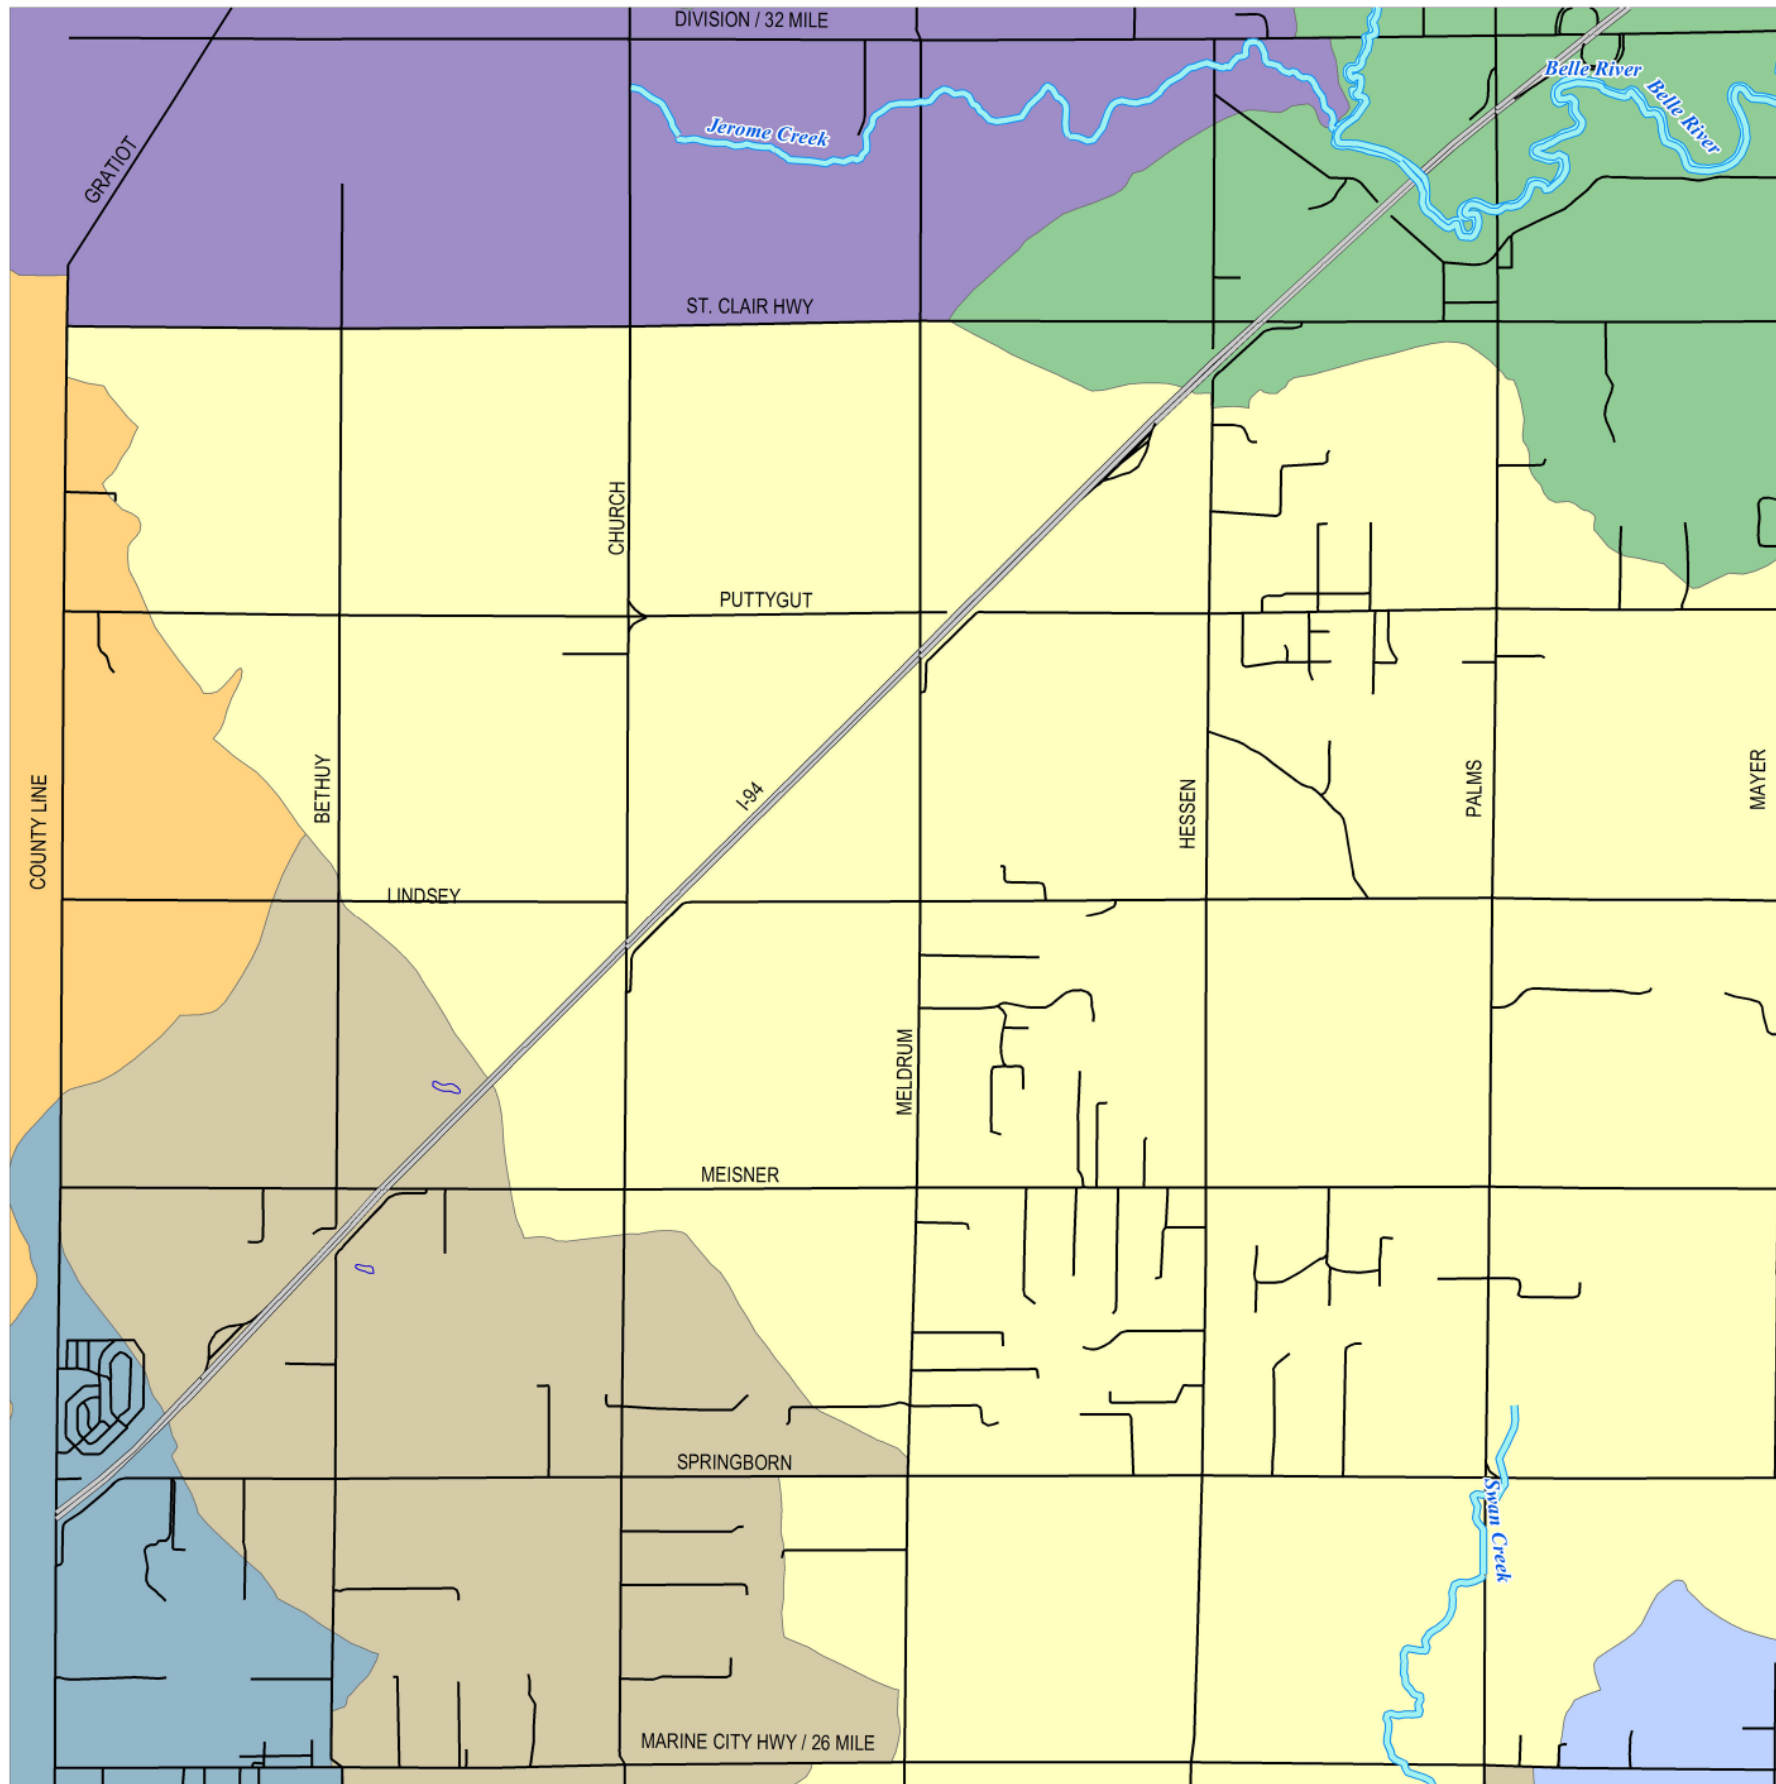 DIVISION / 32 MILE
Belle River
Belle River
Jerome Creek
GRATIOT
ST. CLAIR HWY
CHURCH
PUTTYGUT
COUNTY LINE
BETHUY
I-94
HESSEN
PALMS
MAYER
LINDSEY
MELDRUM
MEISNER
SPRINGBORN
Swan Creek
MARINE CITY HWY / 26 MILE